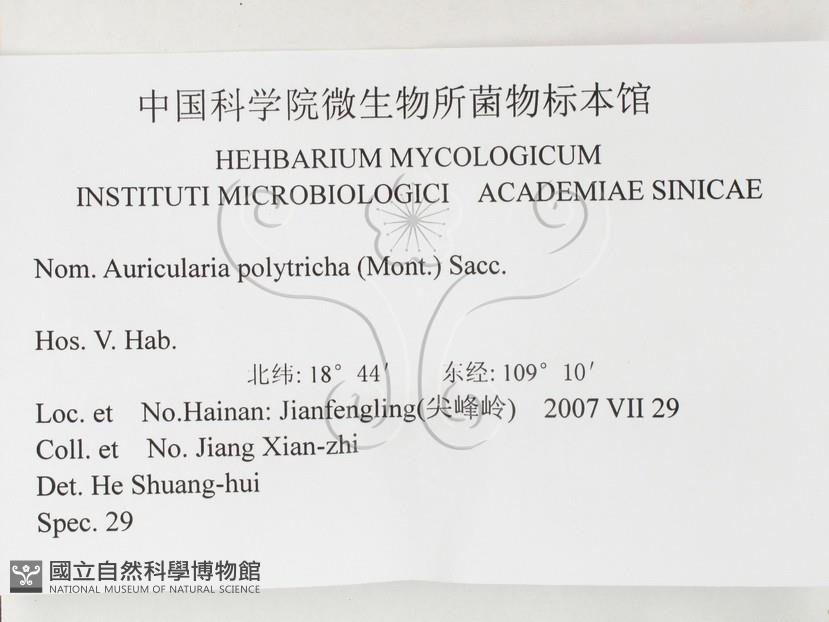 中国科学院微生物所菌物标本馆
HEHBARIUM MYCOLOGICUM
INSTITUTI MICROBIOLOGICI ACADEMIAE SINICAE
Nom. Auricularia polytricha (Mont.) Sacc.
Hos. V. Hab.
北纬: 18° 44′ 东经: 109° 10′
Loc. et No.Hainan: Jianfengling(尖峰岭) 2007 VII 29
Coll. et No. Jiang Xian-zhi
Det. He Shuang-hui
Spec. 29
國立自然科學博物館
NATIONAL MUSEUM OF NATURAL SCIENCE